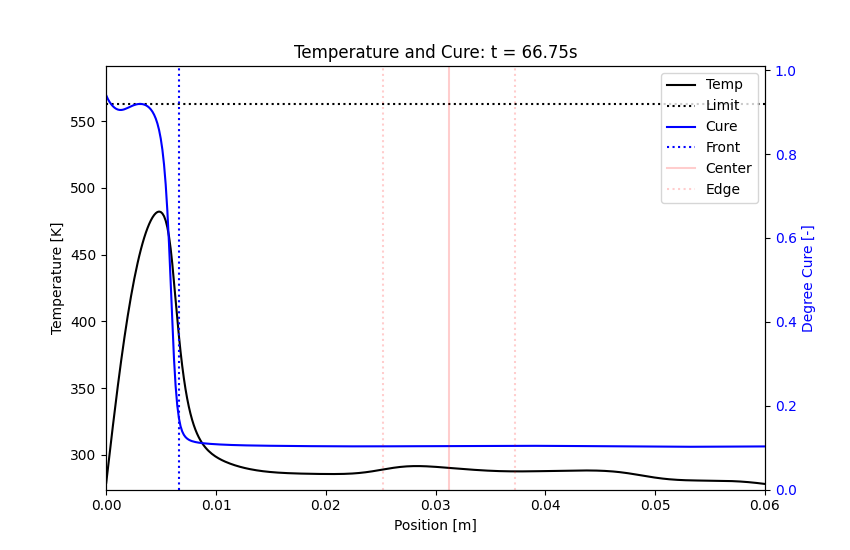 Temperature and Cure: t = 66.75s
Temp
Limit
Cure
Front
Center
Edge
Temperature [K]
550
500
450
400
350
300
Degree Cure [-]
1.0
0.8
0.6
0.4
0.2
0.0
0.00 0.01 0.02 0.03 0.04 0.05 0.06
Position [m]